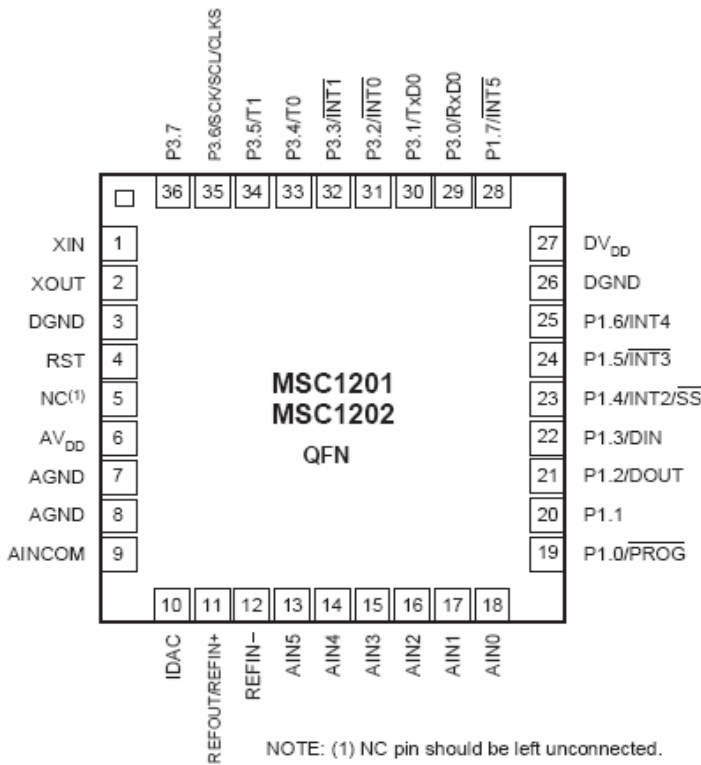 P3.7
P3.6/SCK/SCL/CLKS
P3.5/T1
P3.4/T0
P3.3/INT1
P3.2/INT0
P3.1/TxD0
P3.0/RxD0
P1.7/INT5
36 35 34 33 32 31 30 29 28
XIN 1
XOUT 2
DGND 3
RST 4
NC(1) 5
AVDD 6
AGND 7
AGND 8
AINCOM 9
MSC1201
MSC1202
QFN
27 DVDD
26 DGND
25 P1.6/INT4
24 P1.5/INT3
23 P1.4/INT2/SS
22 P1.3/DIN
21 P1.2/DOUT
20 P1.1
19 P1.0/PROG
10 11 12 13 14 15 16 17 18
IDAC
REFOUT/REFIN+
REFIN−
AIN5
AIN4
AIN3
AIN2
AIN1
AIN0
NOTE: (1) NC pin should be left unconnected.